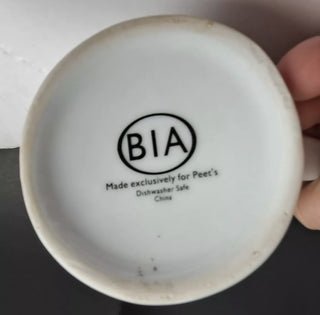 BIA
Made exclusively for Peet's
Dishwasher Safe
China